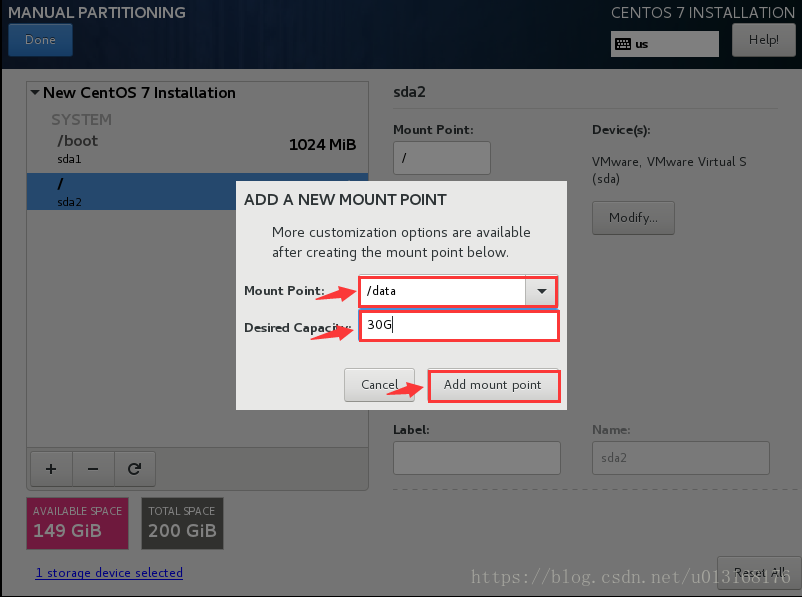 MANUAL PARTITIONING
CENTOS 7 INSTALLATION
Done
us
Help!
New CentOS 7 Installation
SYSTEM
/boot
1024 MiB
sda1
/
sda2
sda2
Mount Point:
/
Device(s):
VMware, VMware Virtual S
(sda)
Modify...
ADD A NEW MOUNT POINT
More customization options are available
after creating the mount point below.
Mount Point:
/data
Desired Capacity:
30G
Cancel
Add mount point
Label:
Name:
sda2
+
−
AVAILABLE SPACE
149 GiB
TOTAL SPACE
200 GiB
1 storage device selected
Reset All
https://blog.csdn.net/u013168176